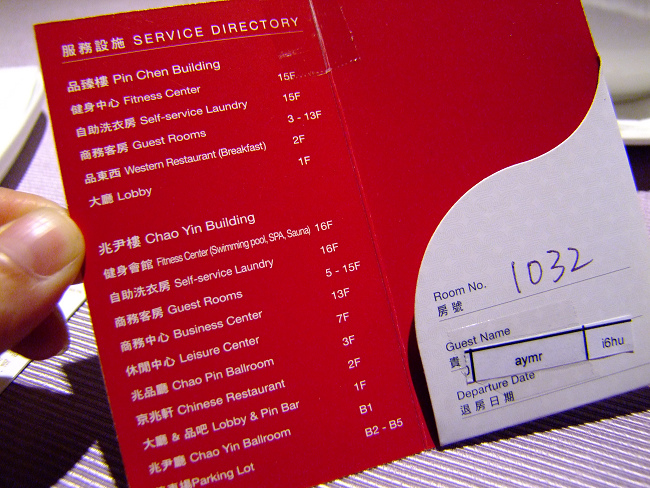 服務設施 SERVICE DIRECTORY
品臻樓 Pin Chen Building
健身中心 Fitness Center 15F
自助洗衣房 Self-service Laundry 15F
商務客房 Guest Rooms 3 - 13F
品東西 Western Restaurant (Breakfast) 2F
大廳 Lobby 1F
兆尹樓 Chao Yin Building
健身會館 Fitness Center (Swimming pool, SPA, Sauna) 16F
自助洗衣房 Self-service Laundry 16F
商務客房 Guest Rooms 5 - 15F
商務中心 Business Center 13F
休閒中心 Leisure Center 7F
兆品廳 Chao Pin Ballroom 3F
京兆軒 Chinese Restaurant 2F
大廳 & 品吧 Lobby & Pin Bar 1F
兆尹廳 Chao Yin Ballroom B1
車場 Parking Lot B2 - B5
Room No. 1032
房號
Guest Name
貴 aymr i6hu
Departure Date
退房日期